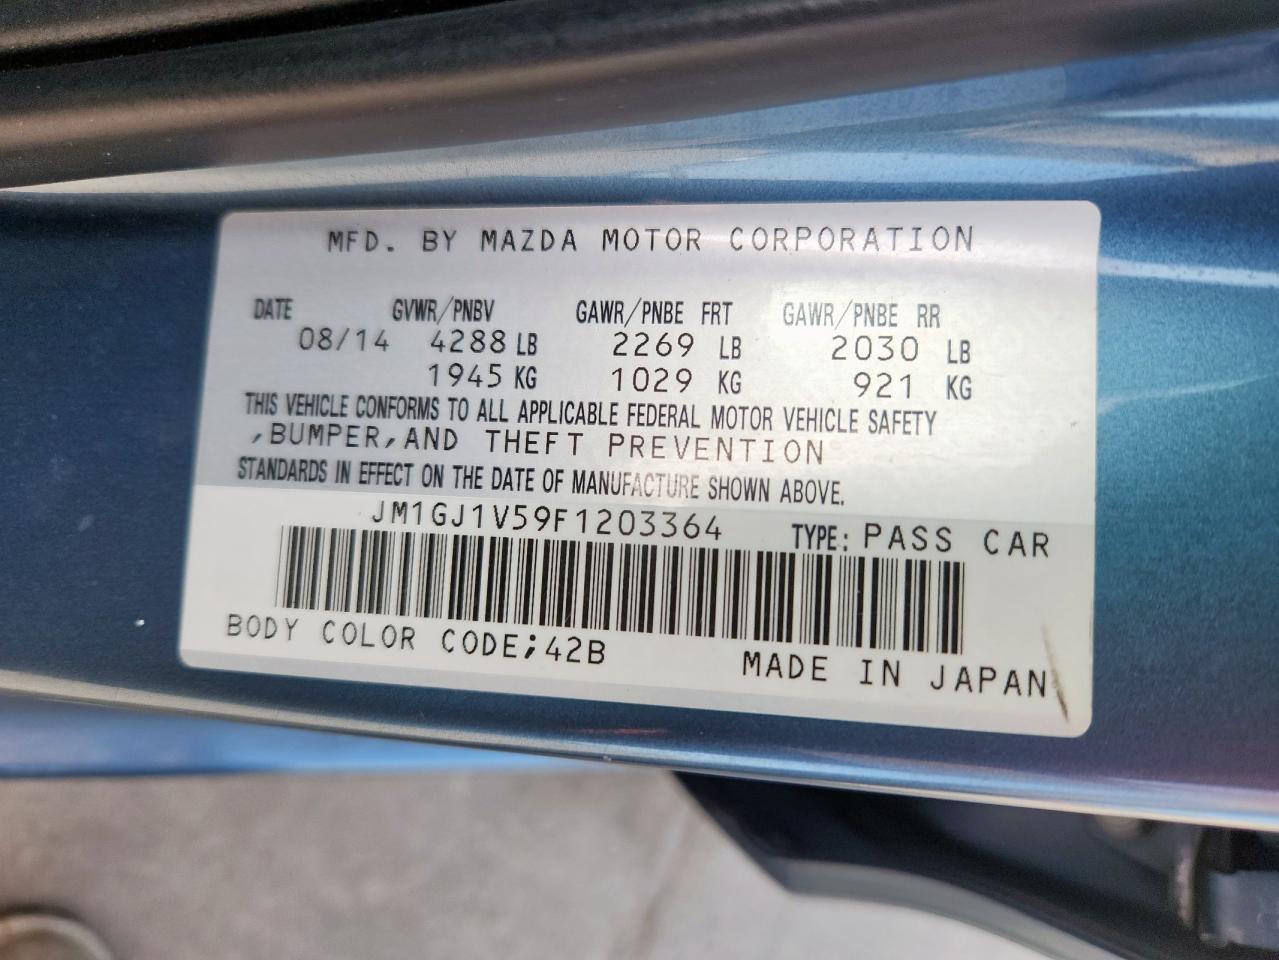 MFD. BY MAZDA MOTOR CORPORATION
DATE GVWR/PNBV GAWR/PNBE FRT GAWR/PNBE RR
08/14 4288 LB 2269 LB 2030 LB
1945 KG 1029 KG 921 KG
THIS VEHICLE CONFORMS TO ALL APPLICABLE FEDERAL MOTOR VEHICLE SAFETY
,BUMPER,AND THEFT PREVENTION
STANDARDS IN EFFECT ON THE DATE OF MANUFACTURE SHOWN ABOVE.
JM1GJ1V59F1203364 TYPE: PASS CAR
BODY COLOR CODE;42B MADE IN JAPAN